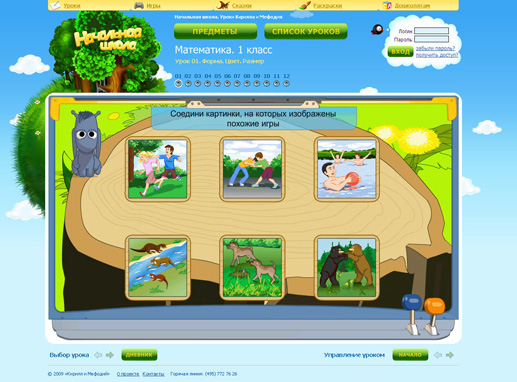 Уроки Игры Сказки Раскраски Дошколятам
Начальная школа
Начальная школа. Уроки Кирилла и Мефодия
ПРЕДМЕТЫ СПИСОК УРОКОВ
Логин
Пароль
ВХОД забыли пароль?
получить доступ!
Математика. 1 класс
Урок 01. Форма. Цвет. Размер
01 02 03 04 05 06 07 08 09 10 11 12
Соедини картинки, на которых изображены
похожие игры
Выбор урока ДНЕВНИК Управление уроком НАЧАЛО
© 2009 «Кирилл и Мефодий» О проекте Контакты Горячая линия: (495) 772 76 26